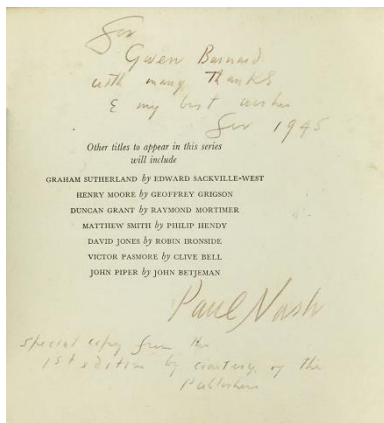 for
Gwen Barnard
with many thanks
& my best wishes
for 1945
Other titles to appear in this series
will include
GRAHAM SUTHERLAND by EDWARD SACKVILLE-WEST
HENRY MOORE by GEOFFREY GRIGSON
DUNCAN GRANT by RAYMOND MORTIMER
MATTHEW SMITH by PHILIP HENDY
DAVID JONES by ROBIN IRONSIDE
VICTOR PASMORE by CLIVE BELL
JOHN PIPER by JOHN BETJEMAN
Paul Nash
special copy from the
1st edition by courtesy of the
Publishers